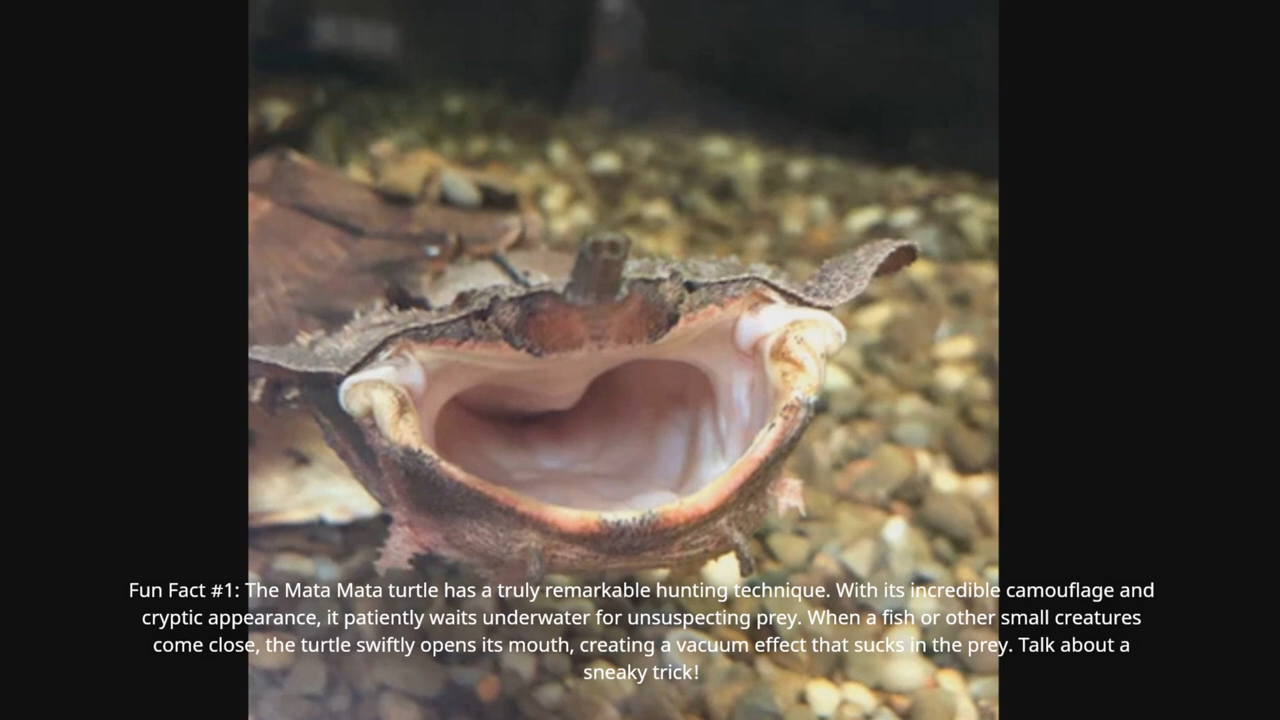 Fun Fact #1: The Mata Mata turtle has a truly remarkable hunting technique. With its incredible camouflage and
cryptic appearance, it patiently waits underwater for unsuspecting prey. When a fish or other small creatures
come close, the turtle swiftly opens its mouth, creating a vacuum effect that sucks in the prey. Talk about a
sneaky trick!